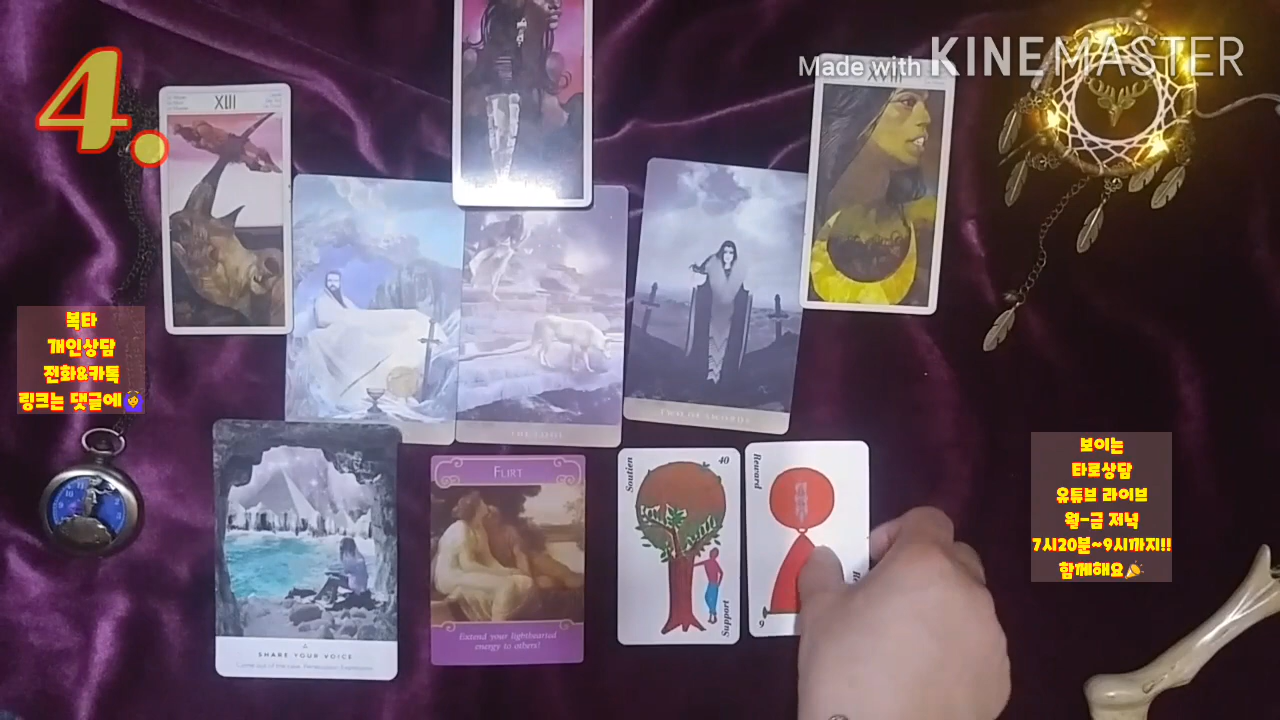 4.
Made with KINEMASTER
XIII
XVIII
복타
개인상담
전화&카톡
링크는 댓글에🙆‍♀️
보이는
타로상담
유튜브 라이브
월-금 저녁
7시20분~9시까지!!
함께해요🎉
THE FOOL
TWO OF SWORDS
SHARE YOUR VOICE
FLIRT
Extend your lighthearted
energy to others!
Soutien
40
Support
Reward
9